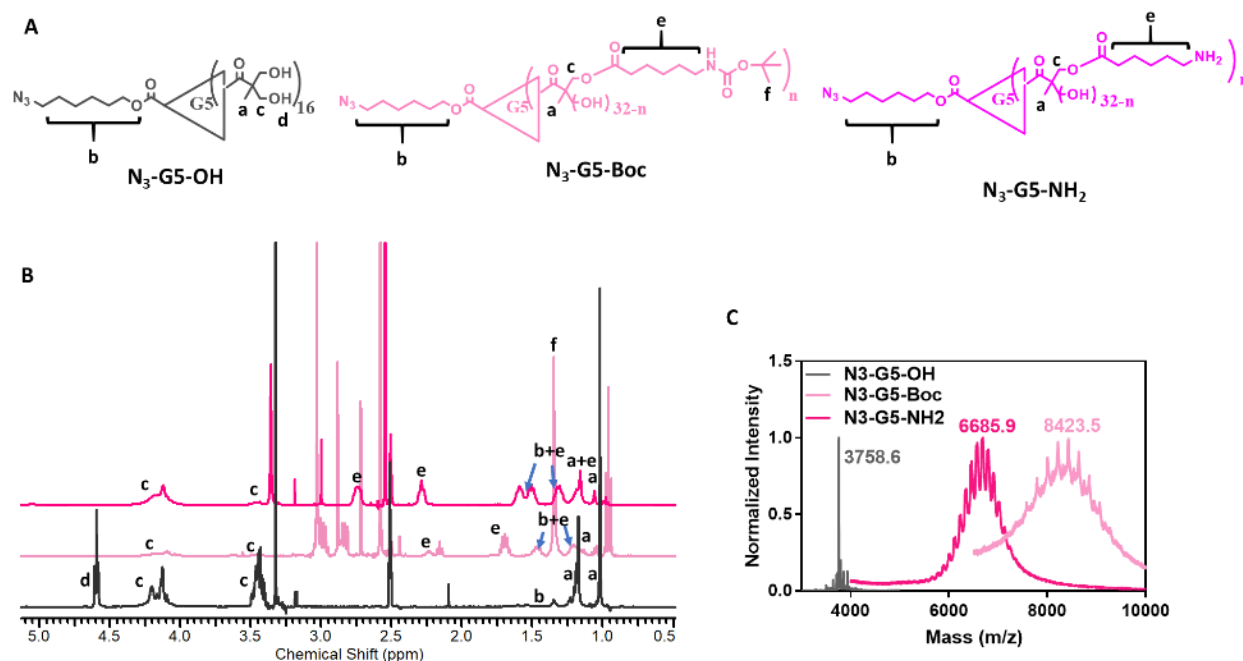 A
O
G5
(
OH
OH
)16
N3
O
a c
d
b
N3-G5-OH
e
O
O
H
N
O
O
c
O
G5
(OH)32-n
)n
f
N3
O
a
b
N3-G5-Boc
e
O
O
NH2
c
O
G5
(OH)32-n
)n
N3
O
a
b
N3-G5-NH2
B
f
b+e
a+e
c c e e a
b+e
c c e e a
d c c b a a
5.0 4.5 4.0 3.5 3.0 2.5 2.0 1.5 1.0 0.5
Chemical Shift (ppm)
C
N3-G5-OH
N3-G5-Boc
N3-G5-NH2
3758.6
6685.9
8423.5
1.5
1.0
0.5
0.0
Normalized Intensity
4000 6000 8000 10000
Mass (m/z)